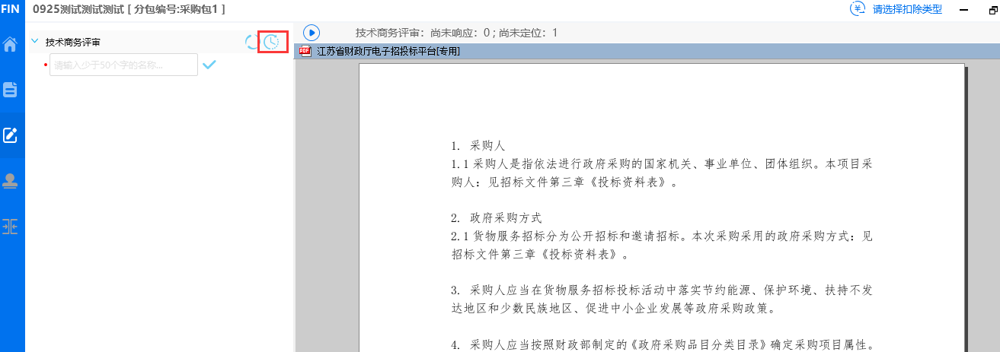 FIN
0925测试测试测试 [ 分包编号:采购包1 ]
请选择扣除类型
技术商务评审
技术商务评审：尚未响应：0 ; 尚未定位：1
请输入少于50个字的名称...
PDF
江苏省财政厅电子招投标平台[专用]
1. 采购人
1.1 采购人是指依法进行政府采购的国家机关、事业单位、团体组织。本项目采
购人：见招标文件第三章《投标资料表》。
2. 政府采购方式
2.1 货物服务招标分为公开招标和邀请招标。本次采购采用的政府采购方式：见
招标文件第三章《投标资料表》。
3. 采购人应当在货物服务招标投标活动中落实节约能源、保护环境、扶持不发
达地区和少数民族地区、促进中小企业发展等政府采购政策。
4. 采购人应当按照财政部制定的《政府采购品目分类目录》确定采购项目属性。